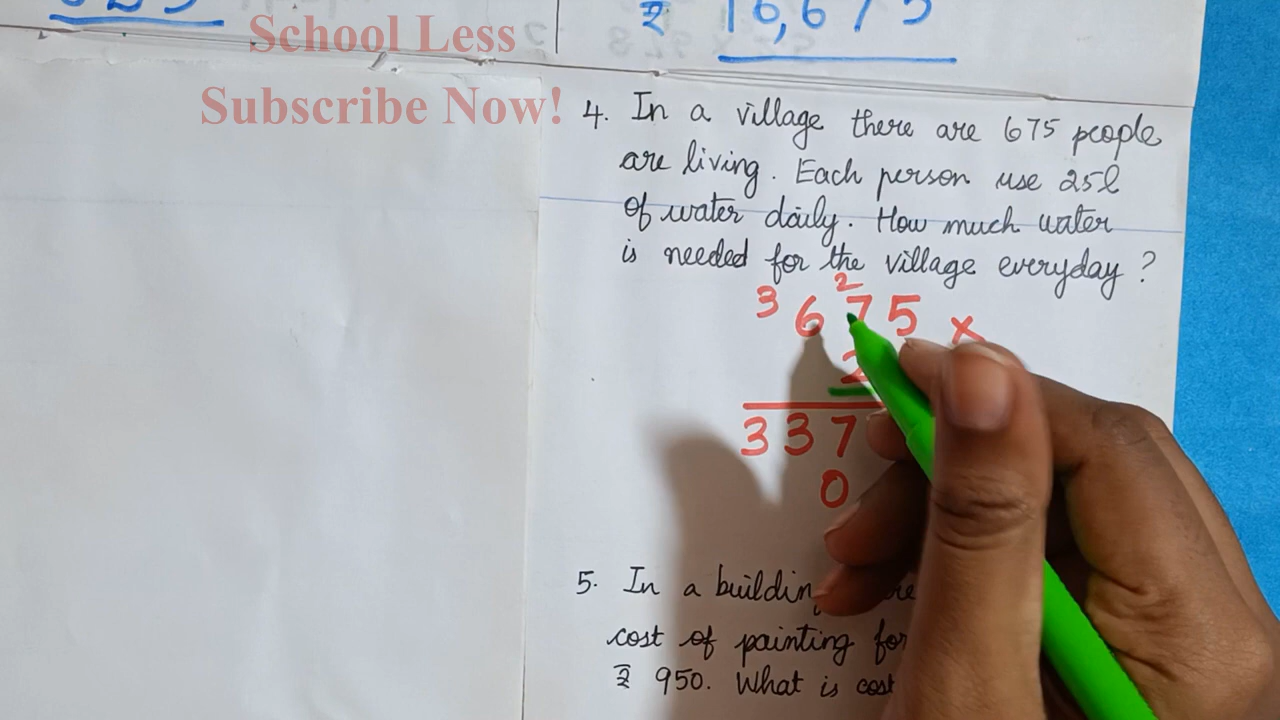 16,675
School Less
Subscribe Now!
4. In a village there are 675 people
are living. Each person use 25l
of water daily. How much water
is needed for the village everyday?
3 2
675 ×
2
337
0
5. In a building
cost of painting for
₹ 950. What is cost